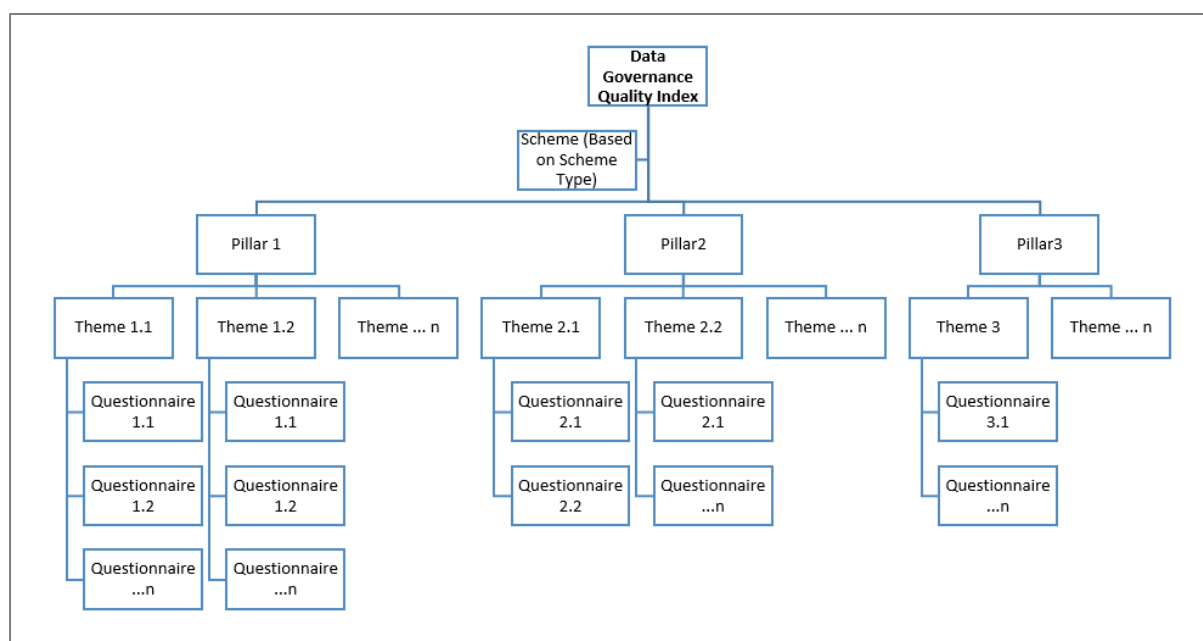 Data
Governance
Quality Index
Scheme (Based
on Scheme
Type)
Pillar 1
Pillar2
Pillar3
Theme 1.1
Theme 1.2
Theme ... n
Theme 2.1
Theme 2.2
Theme ... n
Theme 3
Theme ... n
Questionnaire
1.1
Questionnaire
1.1
Questionnaire
2.1
Questionnaire
2.1
Questionnaire
3.1
Questionnaire
1.2
Questionnaire
1.2
Questionnaire
2.2
Questionnaire
...n
Questionnaire
...n
Questionnaire
...n
Questionnaire
...n